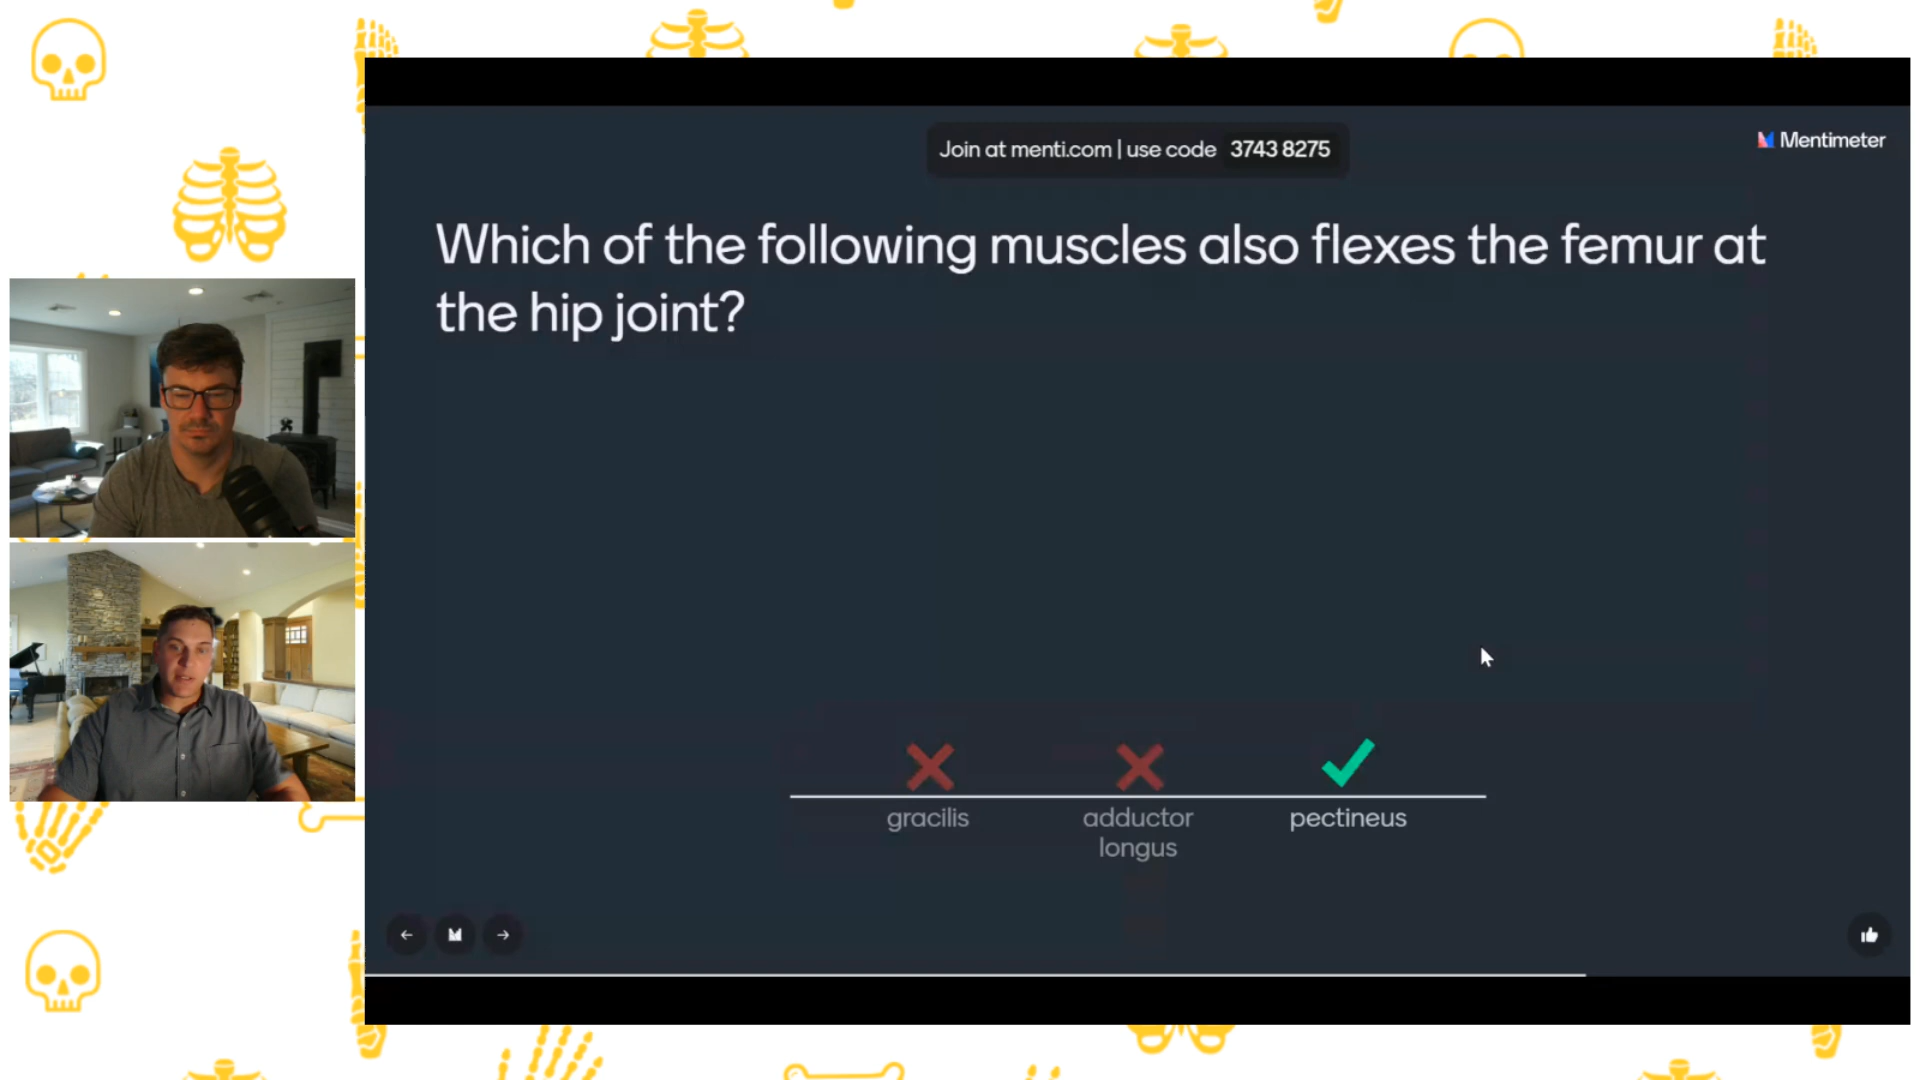 Join at menti.com | use code 3743 8275
Mentimeter
Which of the following muscles also flexes the femur at
the hip joint?
gracilis
adductor
longus
pectineus